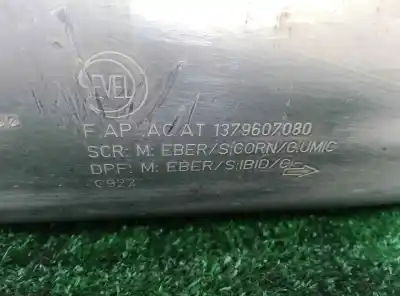 EVEL
F AP AC/AT 1379607080
SCR: M: EBER/S:CORN/C:UMIC
DPF: M: EBER/S:IBID/C:-
C922